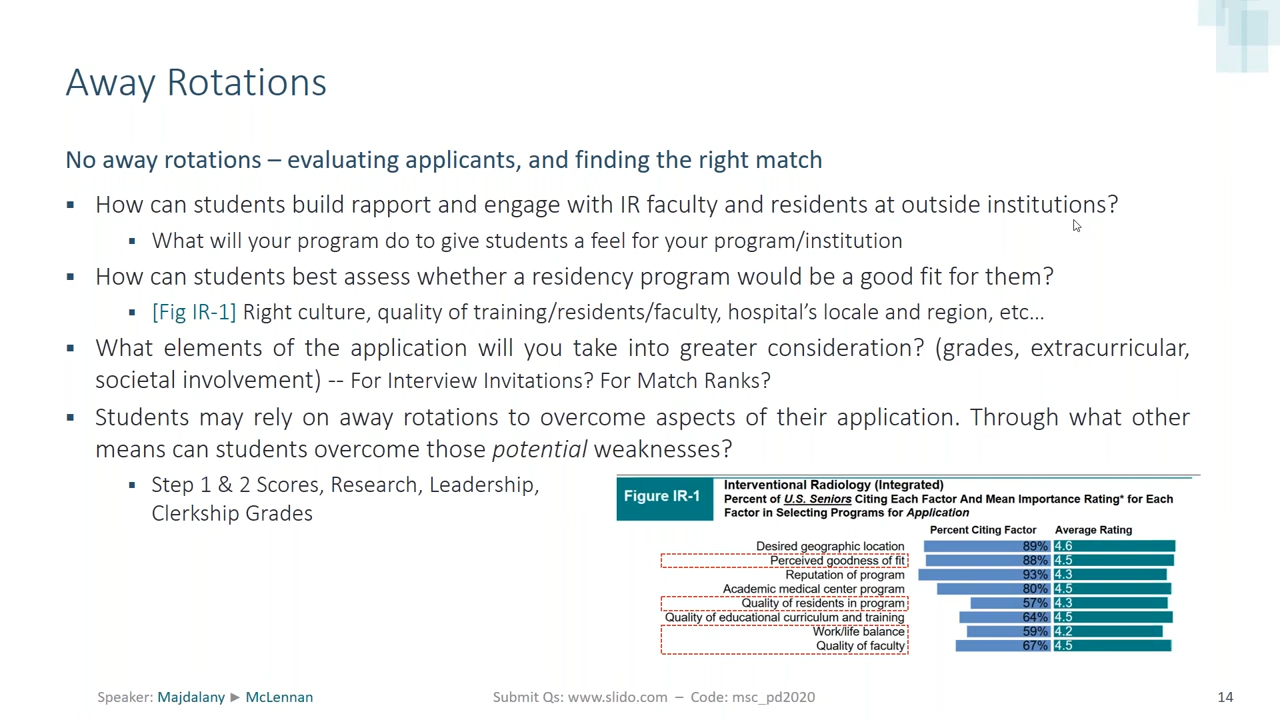 Away Rotations
No away rotations – evaluating applicants, and finding the right match
▪ How can students build rapport and engage with IR faculty and residents at outside institutions?
▪ What will your program do to give students a feel for your program/institution
▪ How can students best assess whether a residency program would be a good fit for them?
▪ [Fig IR-1] Right culture, quality of training/residents/faculty, hospital's locale and region, etc…
▪ What elements of the application will you take into greater consideration? (grades, extracurricular,
societal involvement) -- For Interview Invitations? For Match Ranks?
▪ Students may rely on away rotations to overcome aspects of their application. Through what other
means can students overcome those potential weaknesses?
▪ Step 1 & 2 Scores, Research, Leadership,
Clerkship Grades
Figure IR-1
Interventional Radiology (Integrated)
Percent of U.S. Seniors Citing Each Factor And Mean Importance Rating* for Each
Factor in Selecting Programs for Application
Percent Citing Factor Average Rating
Desired geographic location 89% 4.6
Perceived goodness of fit 88% 4.5
Reputation of program 93% 4.3
Academic medical center program 80% 4.5
Quality of residents in program 57% 4.3
Quality of educational curriculum and training 64% 4.5
Work/life balance 59% 4.2
Quality of faculty 67% 4.5
Speaker: Majdalany ► McLennan Submit Qs: www.slido.com – Code: msc_pd2020 14